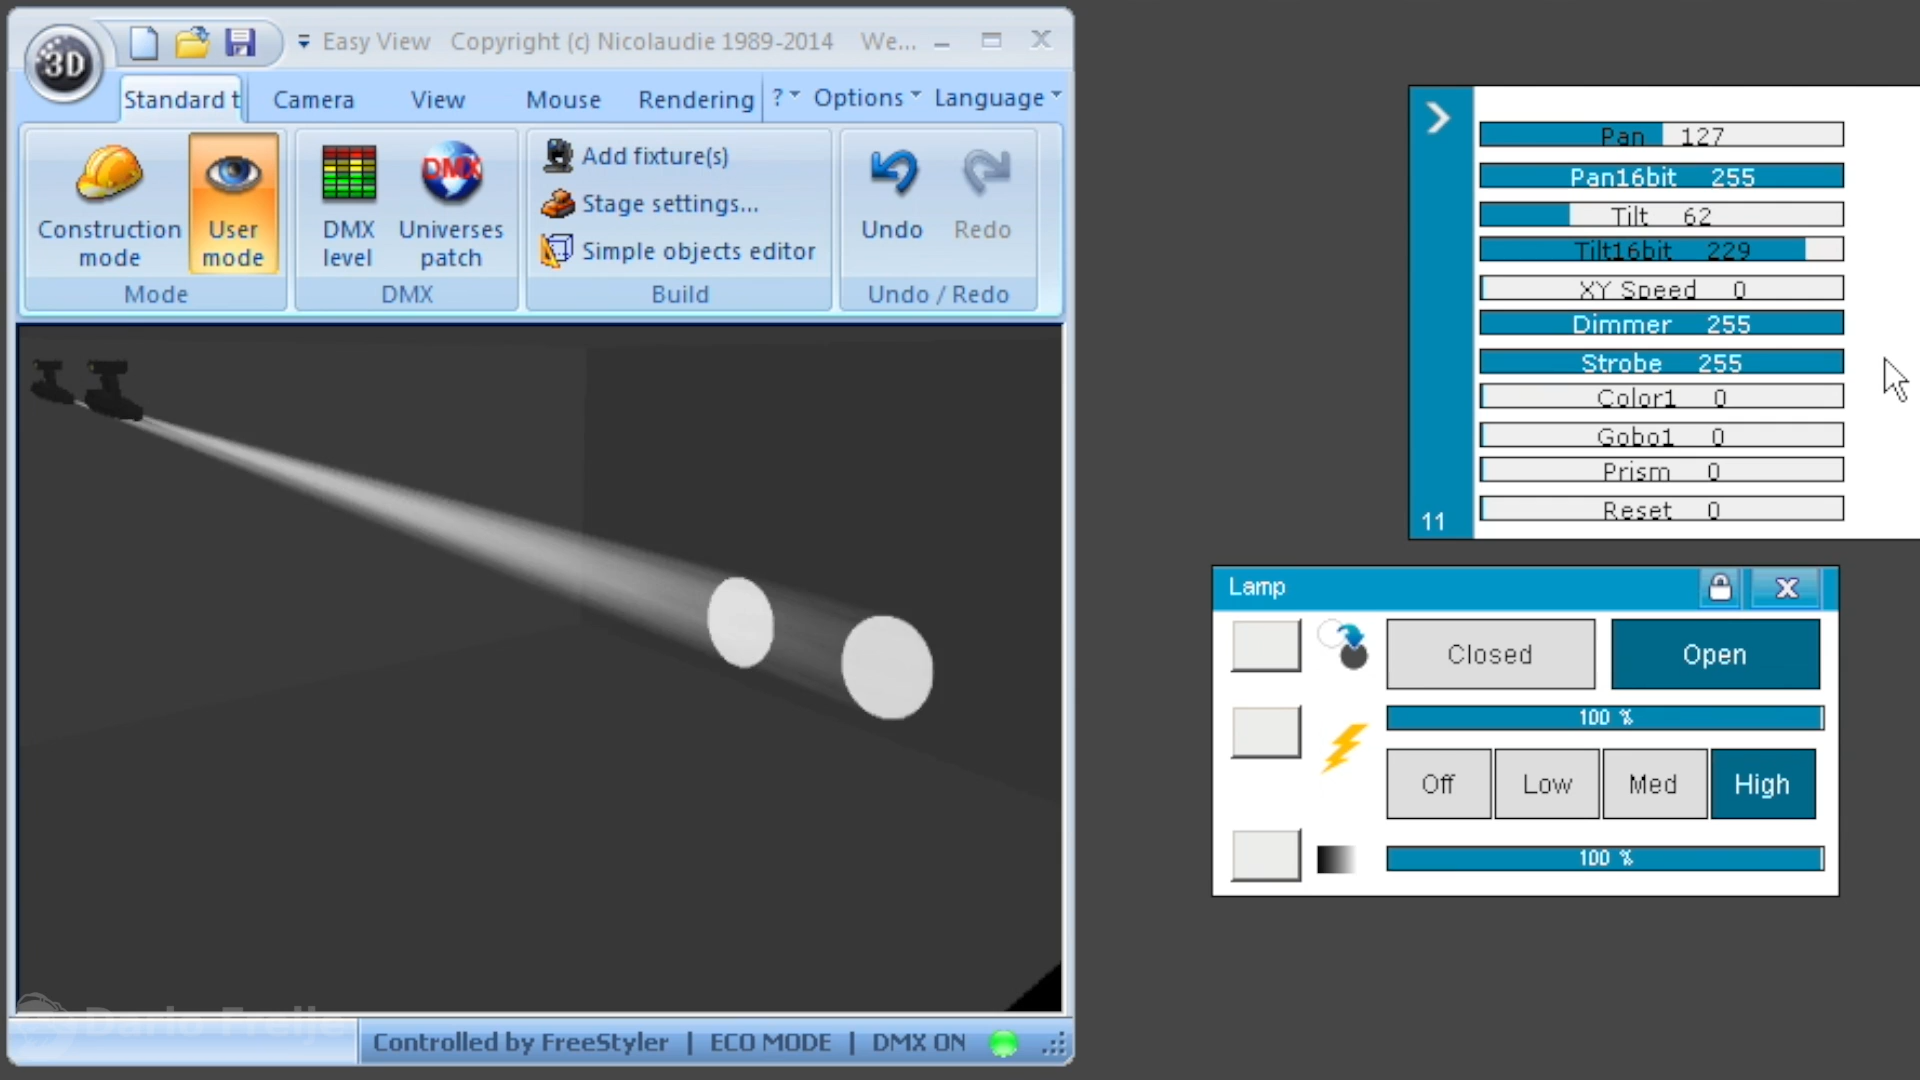 3D
Easy View Copyright (c) Nicolaudie 1989-2014 We...
Standard t Camera View Mouse Rendering ? Options Language
Construction mode
User mode
Mode
DMX level
DMX
Universes patch
DMX
Add fixture(s)
Stage settings...
Simple objects editor
Build
Undo
Redo
Undo / Redo
Dario Freije
Controlled by FreeStyler | ECO MODE | DMX ON
Pan 127
Pan16bit 255
Tilt 62
Tilt16bit 229
XY Speed 0
Dimmer 255
Strobe 255
Color1 0
Gobo1 0
Prism 0
Reset 0
11
Lamp X
Closed Open
100 %
Off Low Med High
100 %